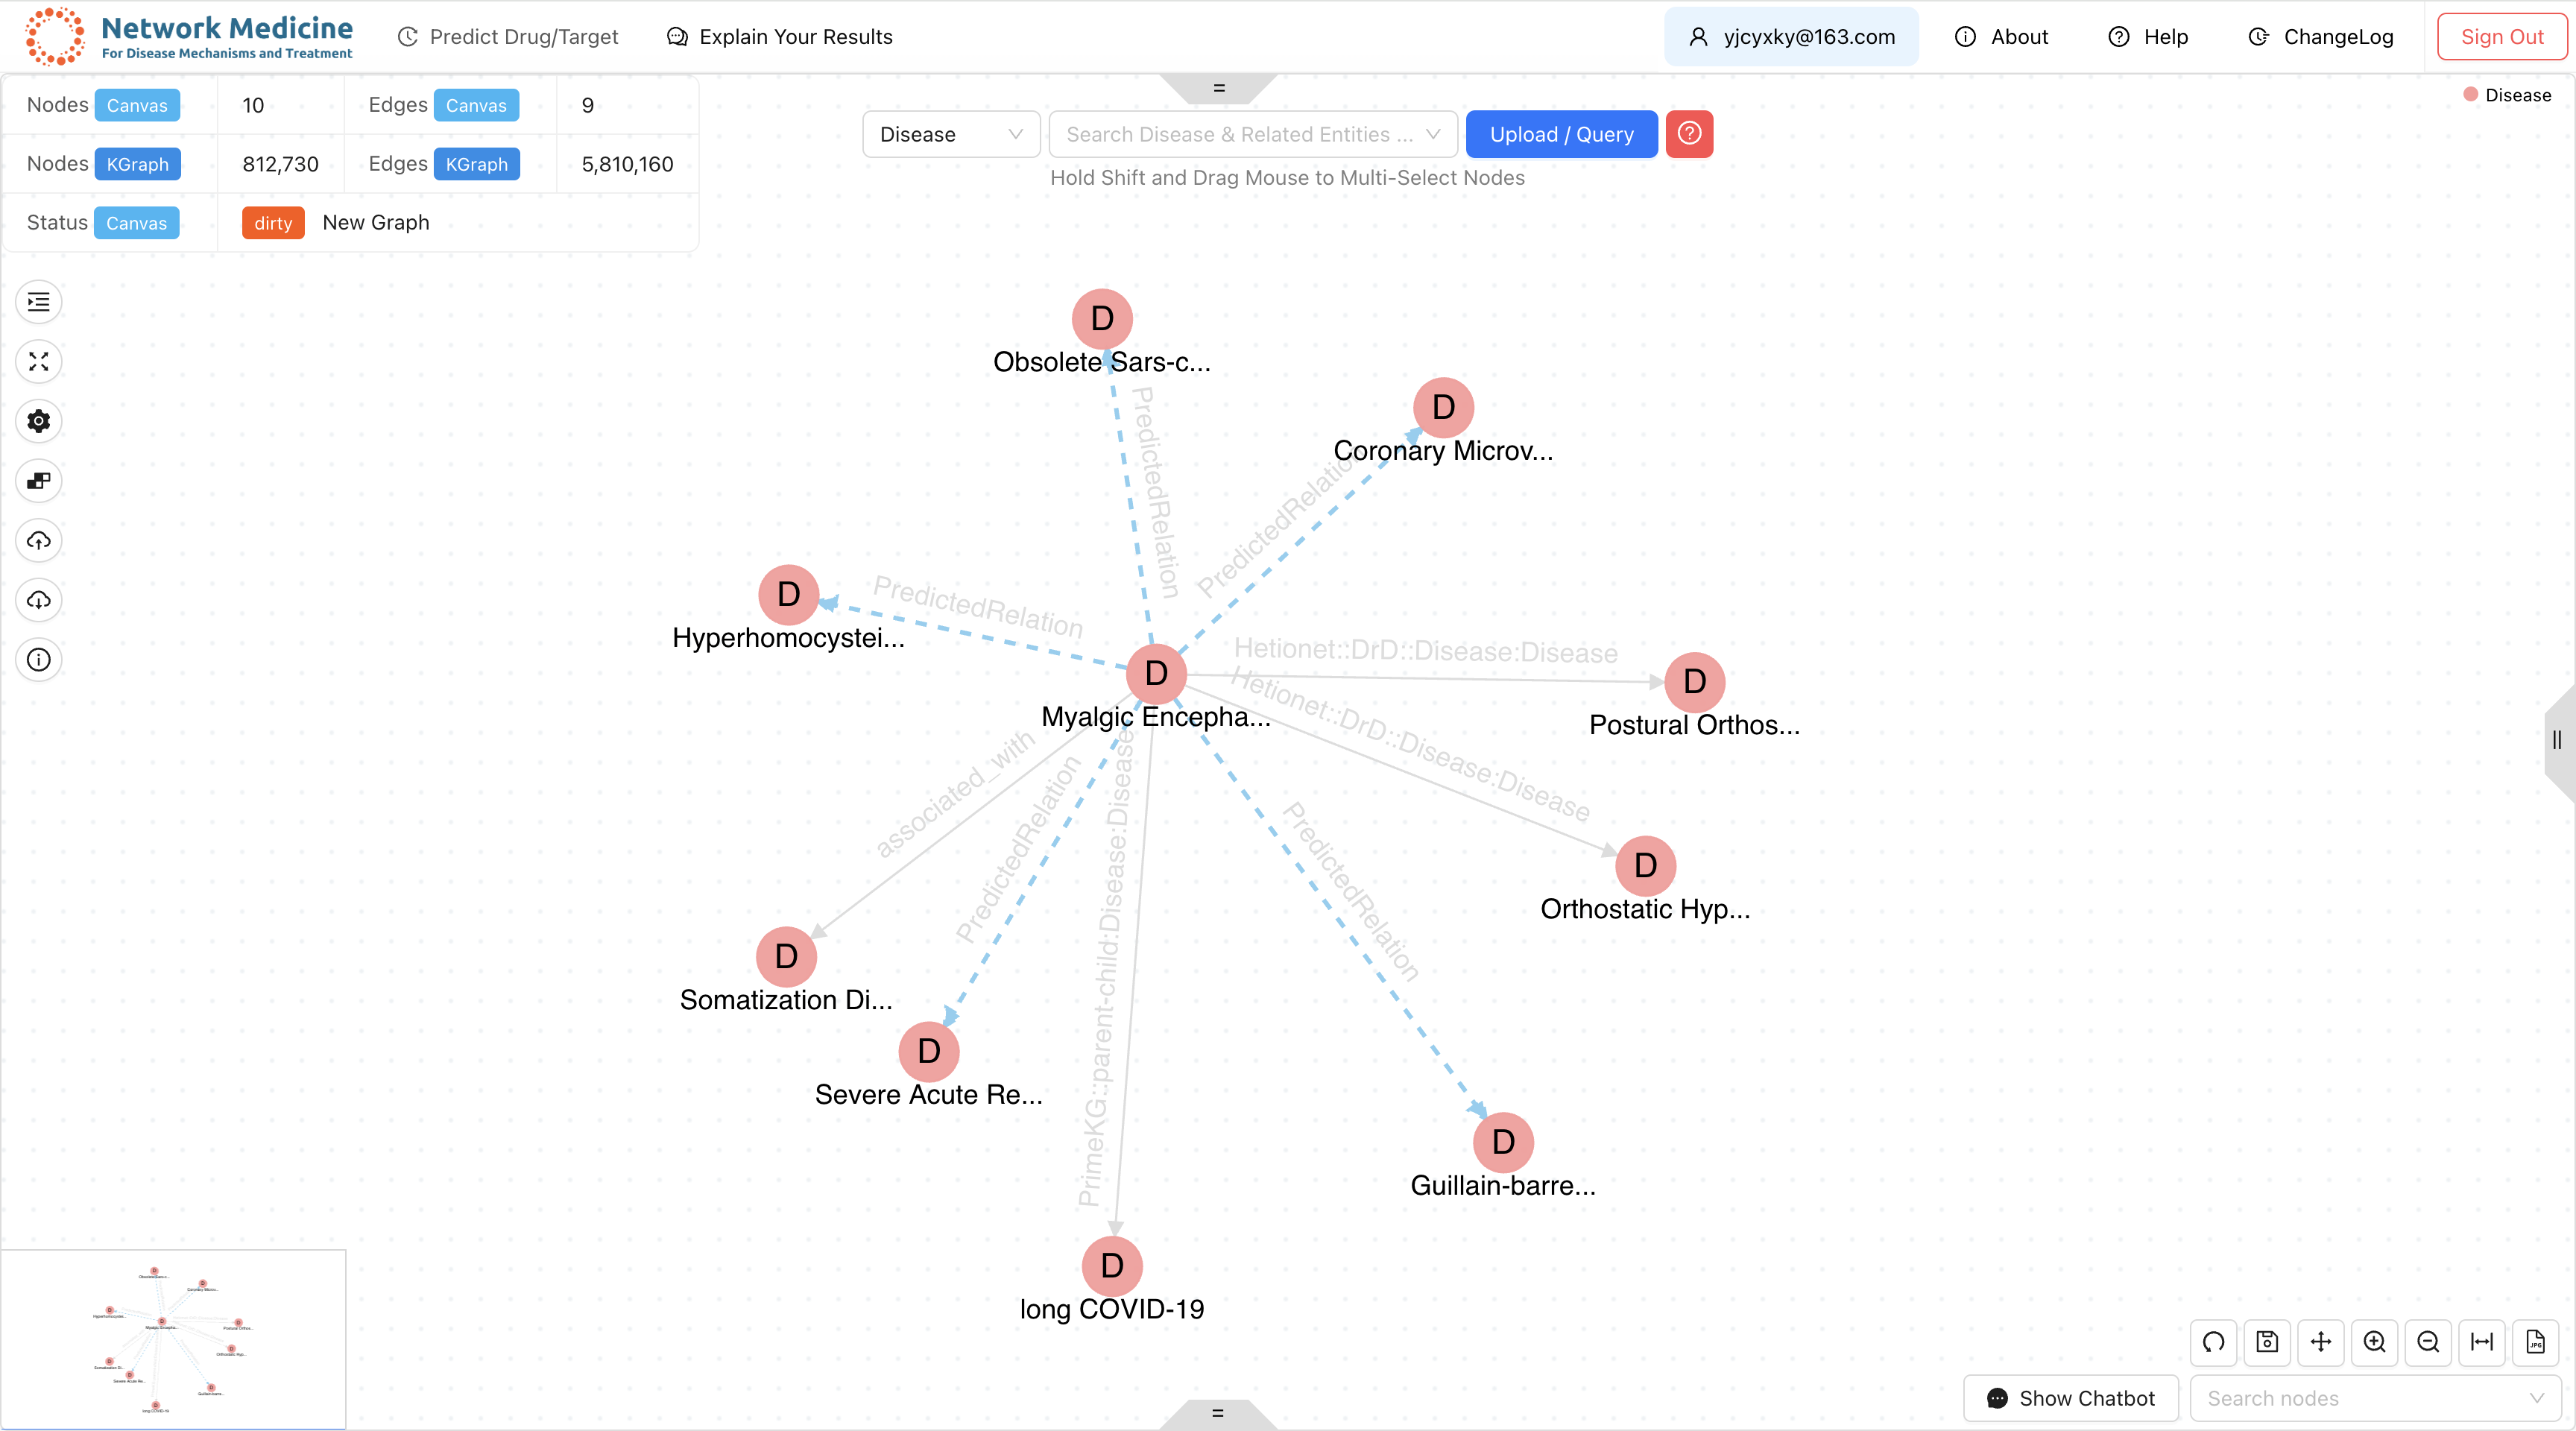 Network Medicine
For Disease Mechanisms and Treatment
Predict Drug/Target
Explain Your Results
yjcyxky@163.com
About
Help
ChangeLog
Sign Out
Nodes Canvas 10 Edges Canvas 9
Nodes KGraph 812,730 Edges KGraph 5,810,160
Status Canvas dirty New Graph
Disease
Search Disease & Related Entities ...
Upload / Query
Hold Shift and Drag Mouse to Multi-Select Nodes
Disease
D
Obsolete Sars-c...
D
Coronary Microv...
PredictedRelation
PredictedRelation
D
Hyperhomocystei...
PredictedRelation
D
Myalgic Encepha...
Hetionet::DrD::Disease:Disease
D
Postural Orthos...
Hetionet::DrD::Disease:Disease
D
Orthostatic Hyp...
associated_with
D
Somatization Di...
PredictedRelation
D
Severe Acute Re...
PrimeKG::parent-child:Disease:Disease
PredictedRelation
D
Guillain-barre...
D
long COVID-19
JPG
Show Chatbot
Search nodes